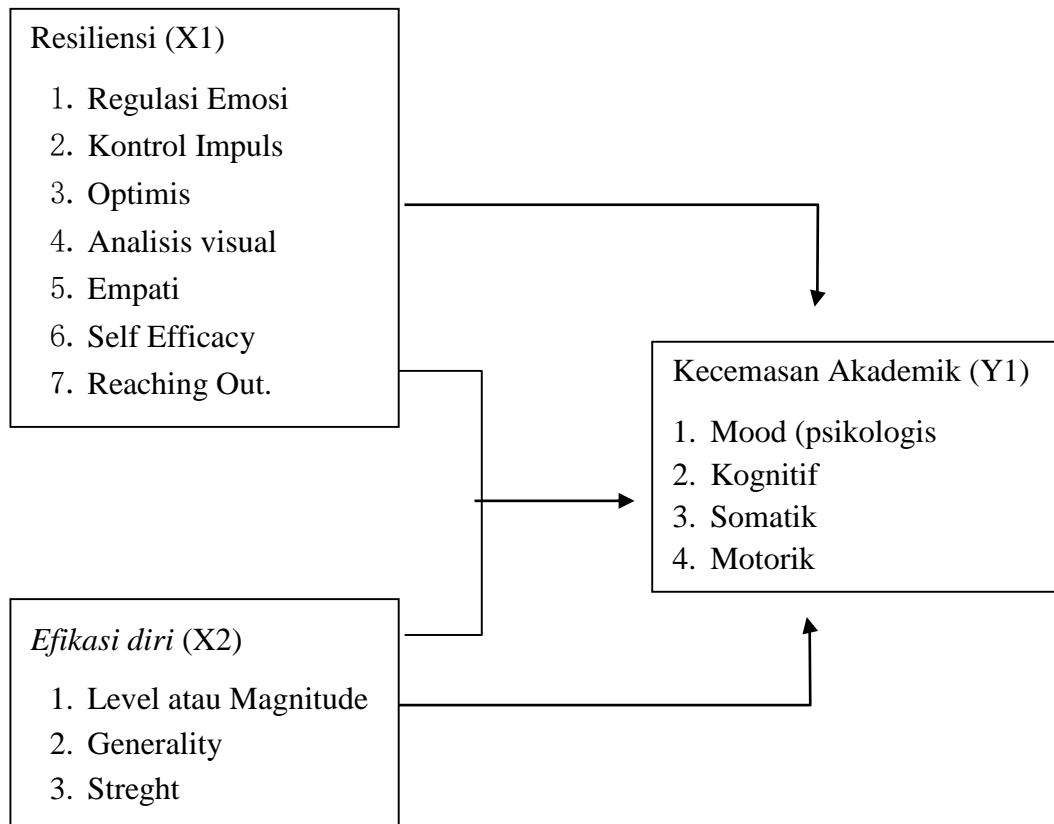 Resiliensi (X1)
1. Regulasi Emosi
2. Kontrol Impuls
3. Optimis
4. Analisis visual
5. Empati
6. Self Efficacy
7. Reaching Out.
Kecemasan Akademik (Y1)
1. Mood (psikologis
2. Kognitif
3. Somatik
4. Motorik
Efikasi diri (X2)
1. Level atau Magnitude
2. Generality
3. Streght